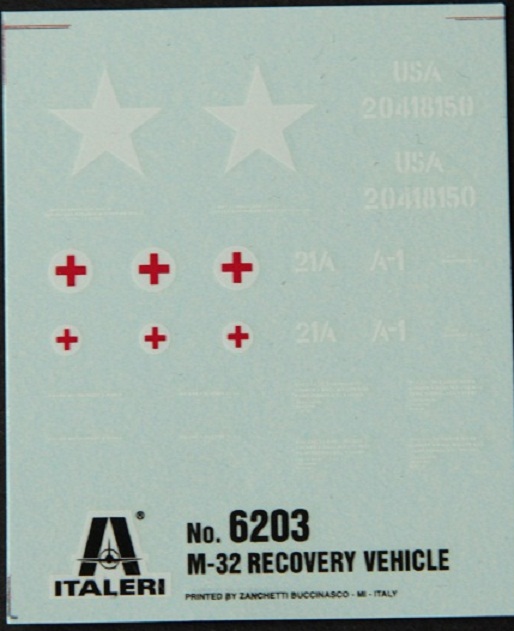 USA
20418150
USA
20418150
21A A-1
21A A-1
ITALERI
®
No. 6203
M-32 RECOVERY VEHICLE
PRINTED BY ZANCHETTI BUCCINASCO - MI - ITALY